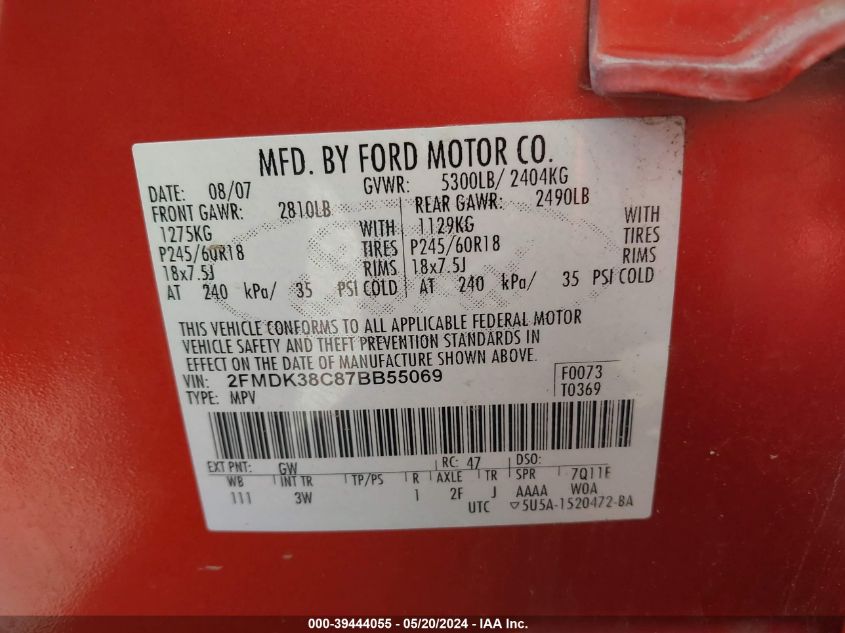 MFD. BY FORD MOTOR CO.
DATE: 08/07 GVWR: 5300LB/ 2404KG
FRONT GAWR: 2810LB REAR GAWR: 2490LB
1275KG WITH 1129KG WITH
P245/60R18 TIRES P245/60R18 TIRES
18x7.5J RIMS 18x7.5J RIMS
AT 240 kPa/ 35 PSI COLD AT 240 kPa/ 35 PSI COLD
THIS VEHICLE CONFORMS TO ALL APPLICABLE FEDERAL MOTOR
VEHICLE SAFETY AND THEFT PREVENTION STANDARDS IN
EFFECT ON THE DATE OF MANUFACTURE SHOWN ABOVE.
VIN: 2FMDK38C87BB55069 F0073
TYPE: MPV T0369
EXT PNT: GW RC: 47 DSO:
WB INT TR TP/PS R AXLE TR SPR 7Q11E
111 3W 1 2F J AAAA W0A
UTC ▽5U5A-1520472-BA
000-39444055 - 05/20/2024 - IAA Inc.